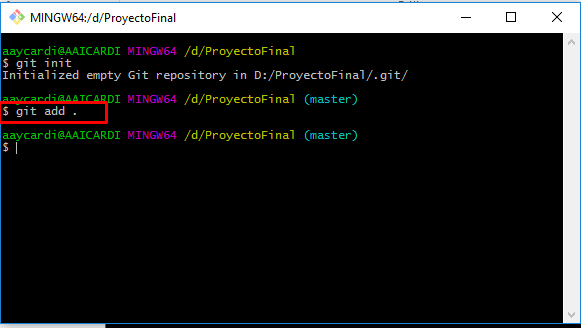 MINGW64:/d/ProyectoFinal
aaycardi@AAICARDI MINGW64 /d/ProyectoFinal
$ git init
Initialized empty Git repository in D:/ProyectoFinal/.git/
aaycardi@AAICARDI MINGW64 /d/ProyectoFinal (master)
$ git add .
aaycardi@AAICARDI MINGW64 /d/ProyectoFinal (master)
$